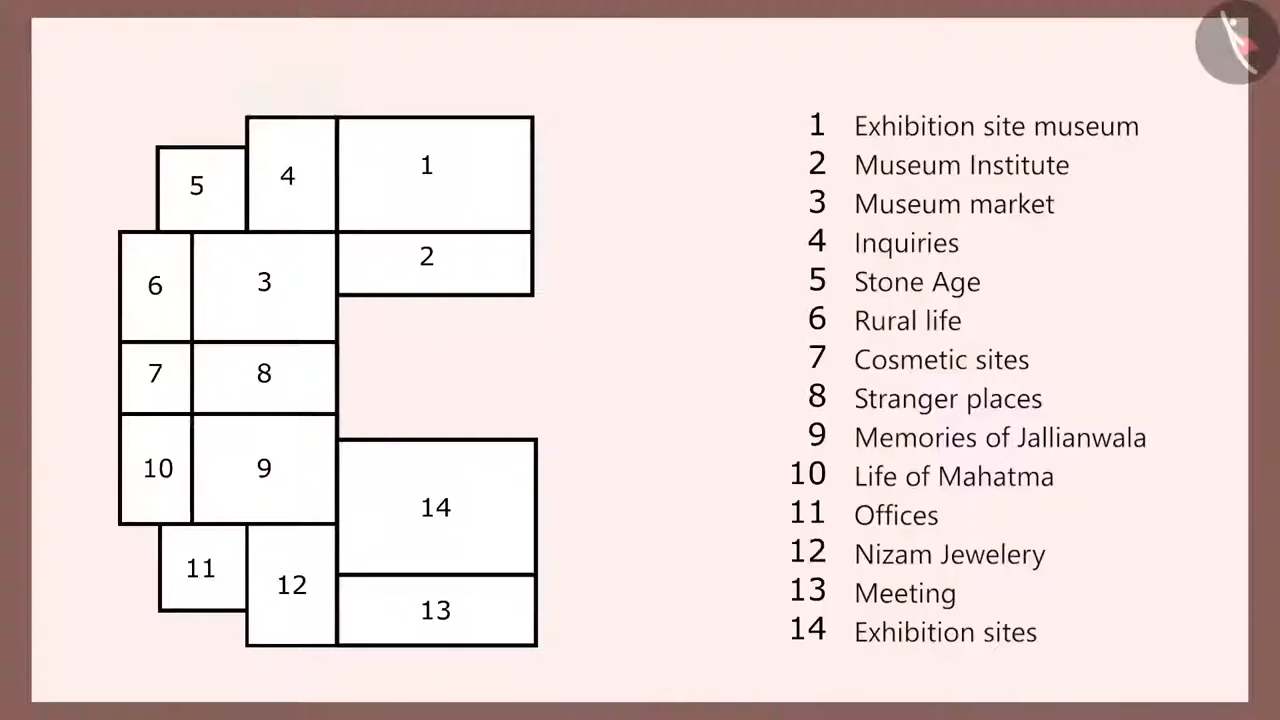 4 1
5
2
6 3
7 8
10 9
14
11 12
13
1 Exhibition site museum
2 Museum Institute
3 Museum market
4 Inquiries
5 Stone Age
6 Rural life
7 Cosmetic sites
8 Stranger places
9 Memories of Jallianwala
10 Life of Mahatma
11 Offices
12 Nizam Jewelery
13 Meeting
14 Exhibition sites